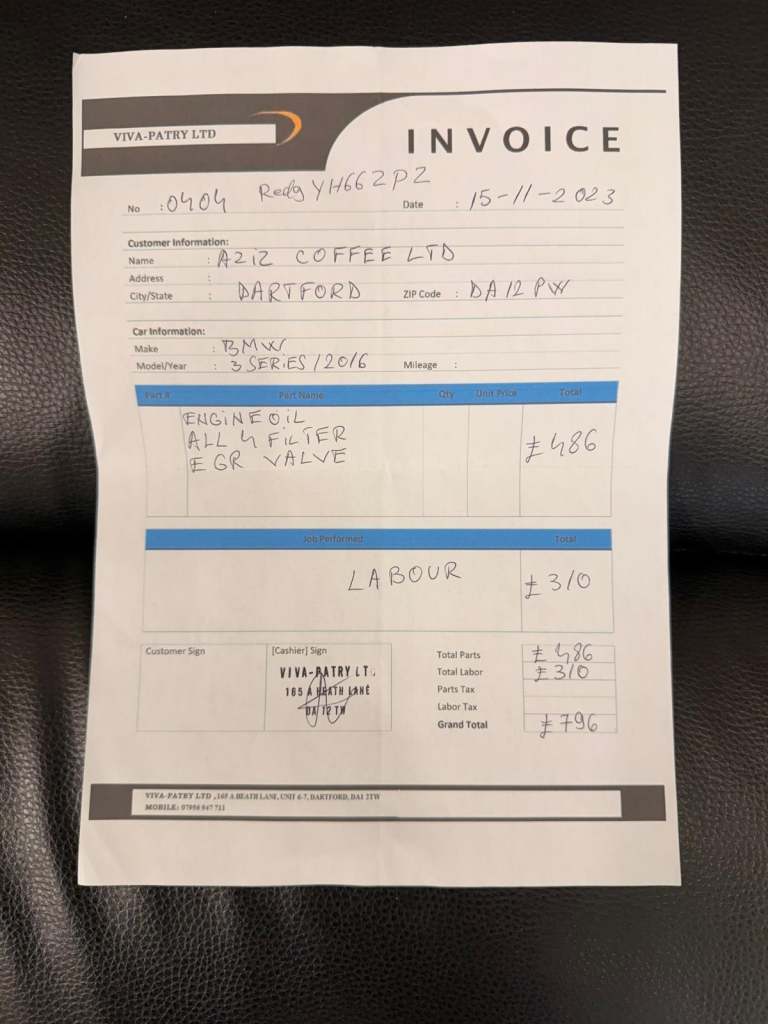 VIVA-PATRY LTD
INVOICE
No : 0404 Redg YH66ZPZ Date : 15-11-2023
Customer Information:
Name : AZIZ COFFEE LTD
Address :
City/State : DARTFORD ZIP Code : DA12PW
Car Information:
Make : BMW
Model/Year : 3 SERiES/2016 Mileage :
Part # Part Name Qty Unit Price Total
ENGiNE OiL
ALL 4 FiLTER £486
EGR VALVE
Job Performed Total
LABOUR £310
Customer Sign [Cashier] Sign
VIVA-PATRY LT
165 A HEATH LANE
DA 12TW
Total Parts £486
Total Labor £310
Parts Tax
Labor Tax
Grand Total £796
VIVA-PATRY LTD ,165 A HEATH LANE, UNIT 6-7, DARTFORD, DA1 2TW
MOBILE: 07956 947 711